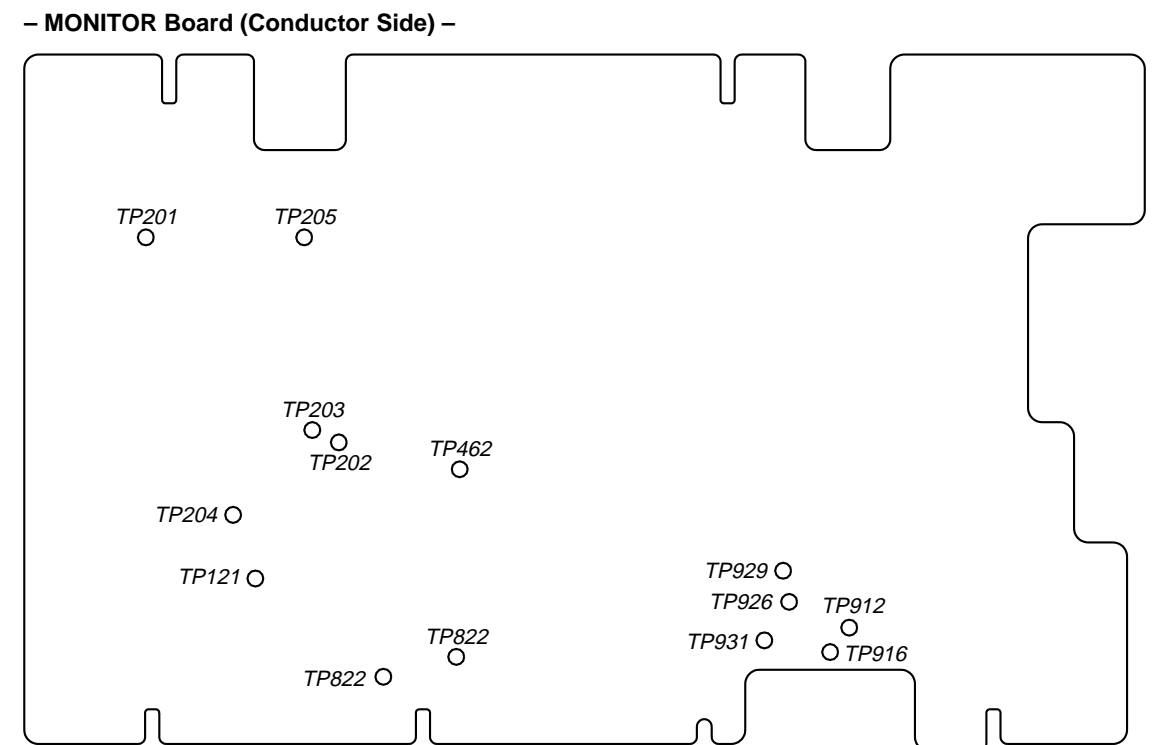 – MONITOR Board (Conductor Side) –
TP201
TP205
TP203
TP202
TP462
TP204
TP121
TP929
TP926
TP912
TP822
TP931
TP916
TP822